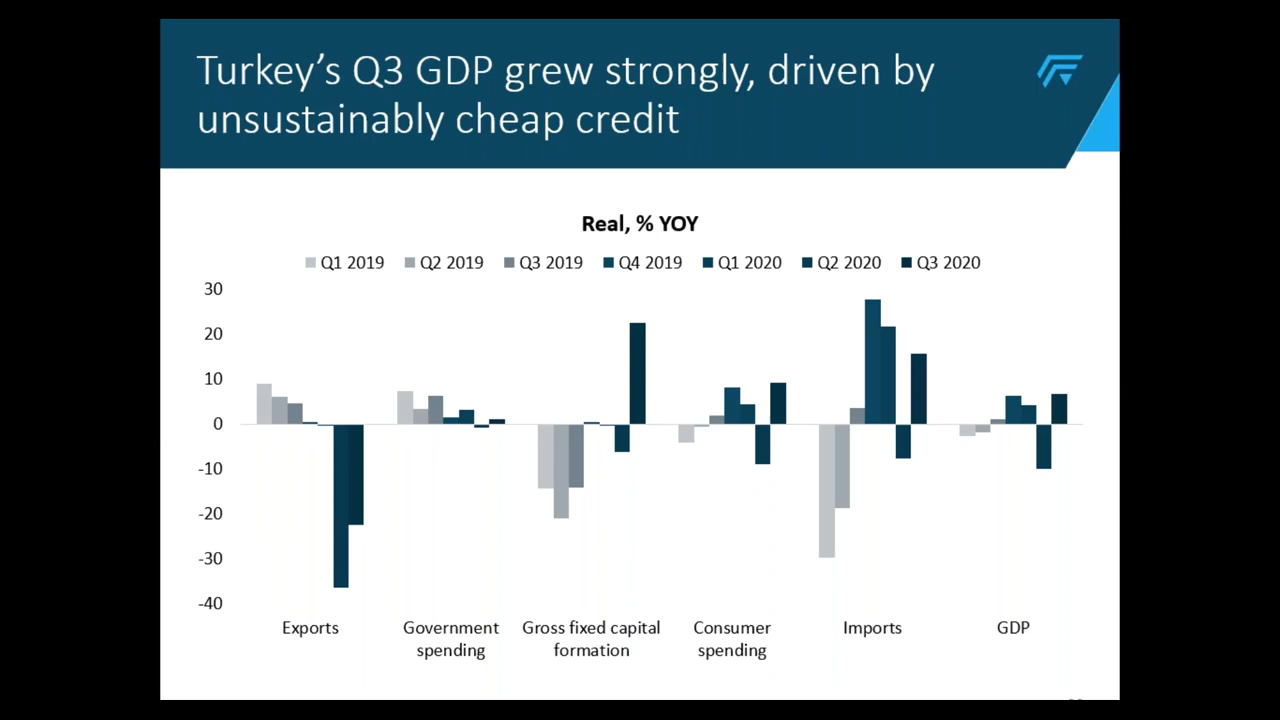 Turkey's Q3 GDP grew strongly, driven by
unsustainably cheap credit
Real, % YOY
Q1 2019 Q2 2019 Q3 2019 Q4 2019 Q1 2020 Q2 2020 Q3 2020
30
20
10
0
-10
-20
-30
-40
Exports Government spending Gross fixed capital formation Consumer spending Imports GDP